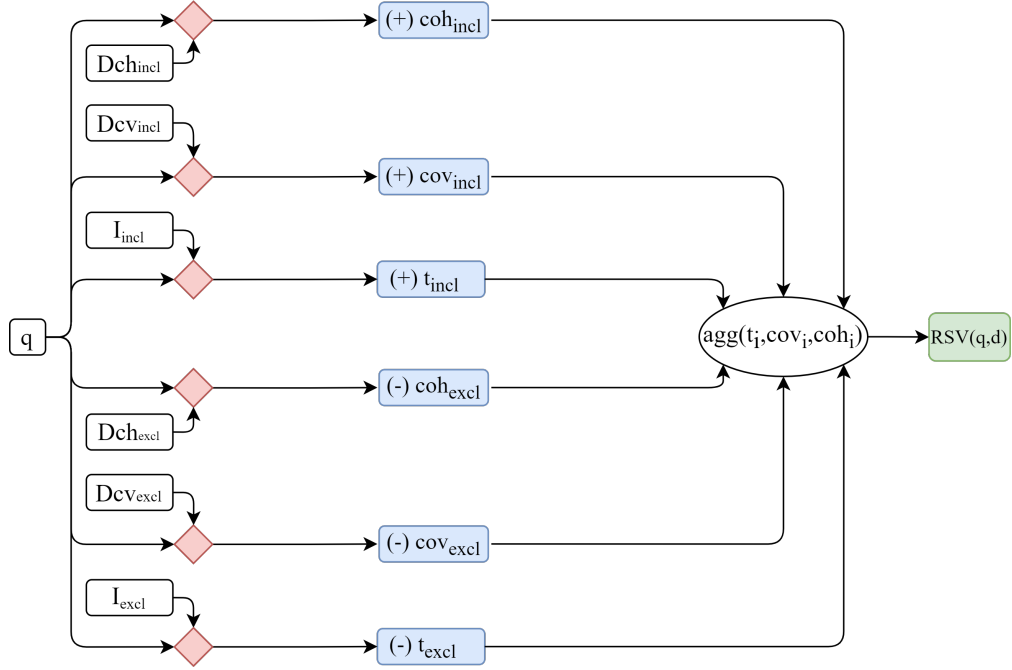 (+) coh_incl
Dch_incl
Dcv_incl
(+) cov_incl
I_incl
(+) t_incl
q
agg(t_i,cov_i,coh_i)
RSV(q,d)
(-) coh_excl
Dch_excl
Dcv_excl
(-) cov_excl
I_excl
(-) t_excl